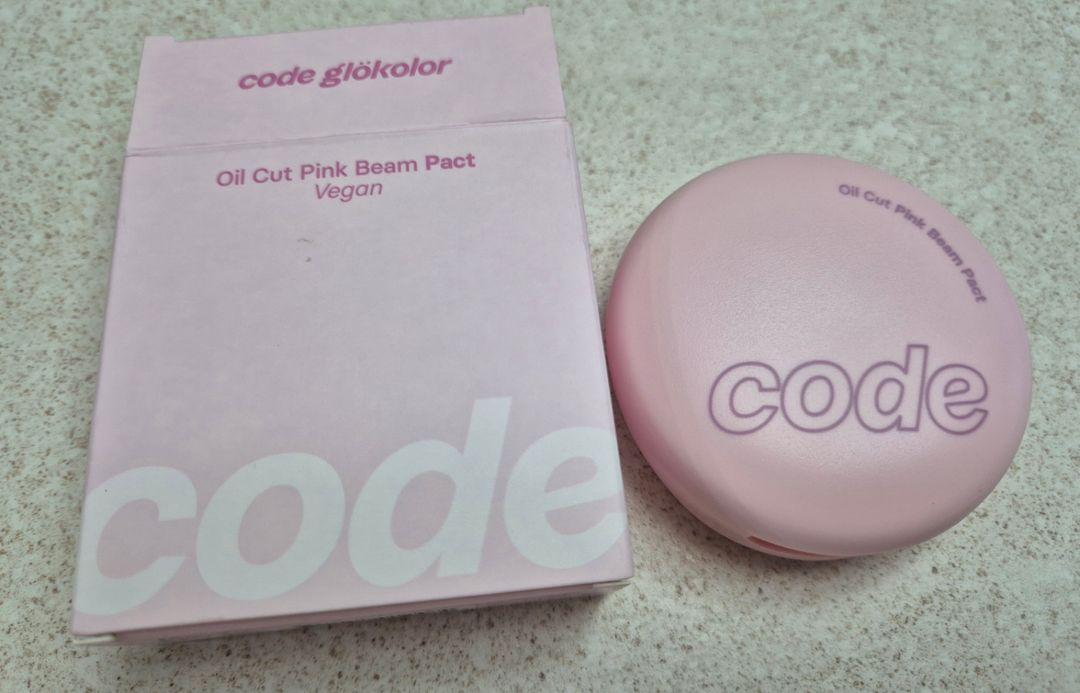 code glökolor
Oil Cut Pink Beam Pact
Vegan
code
Oil Cut Pink Beam Pact
code